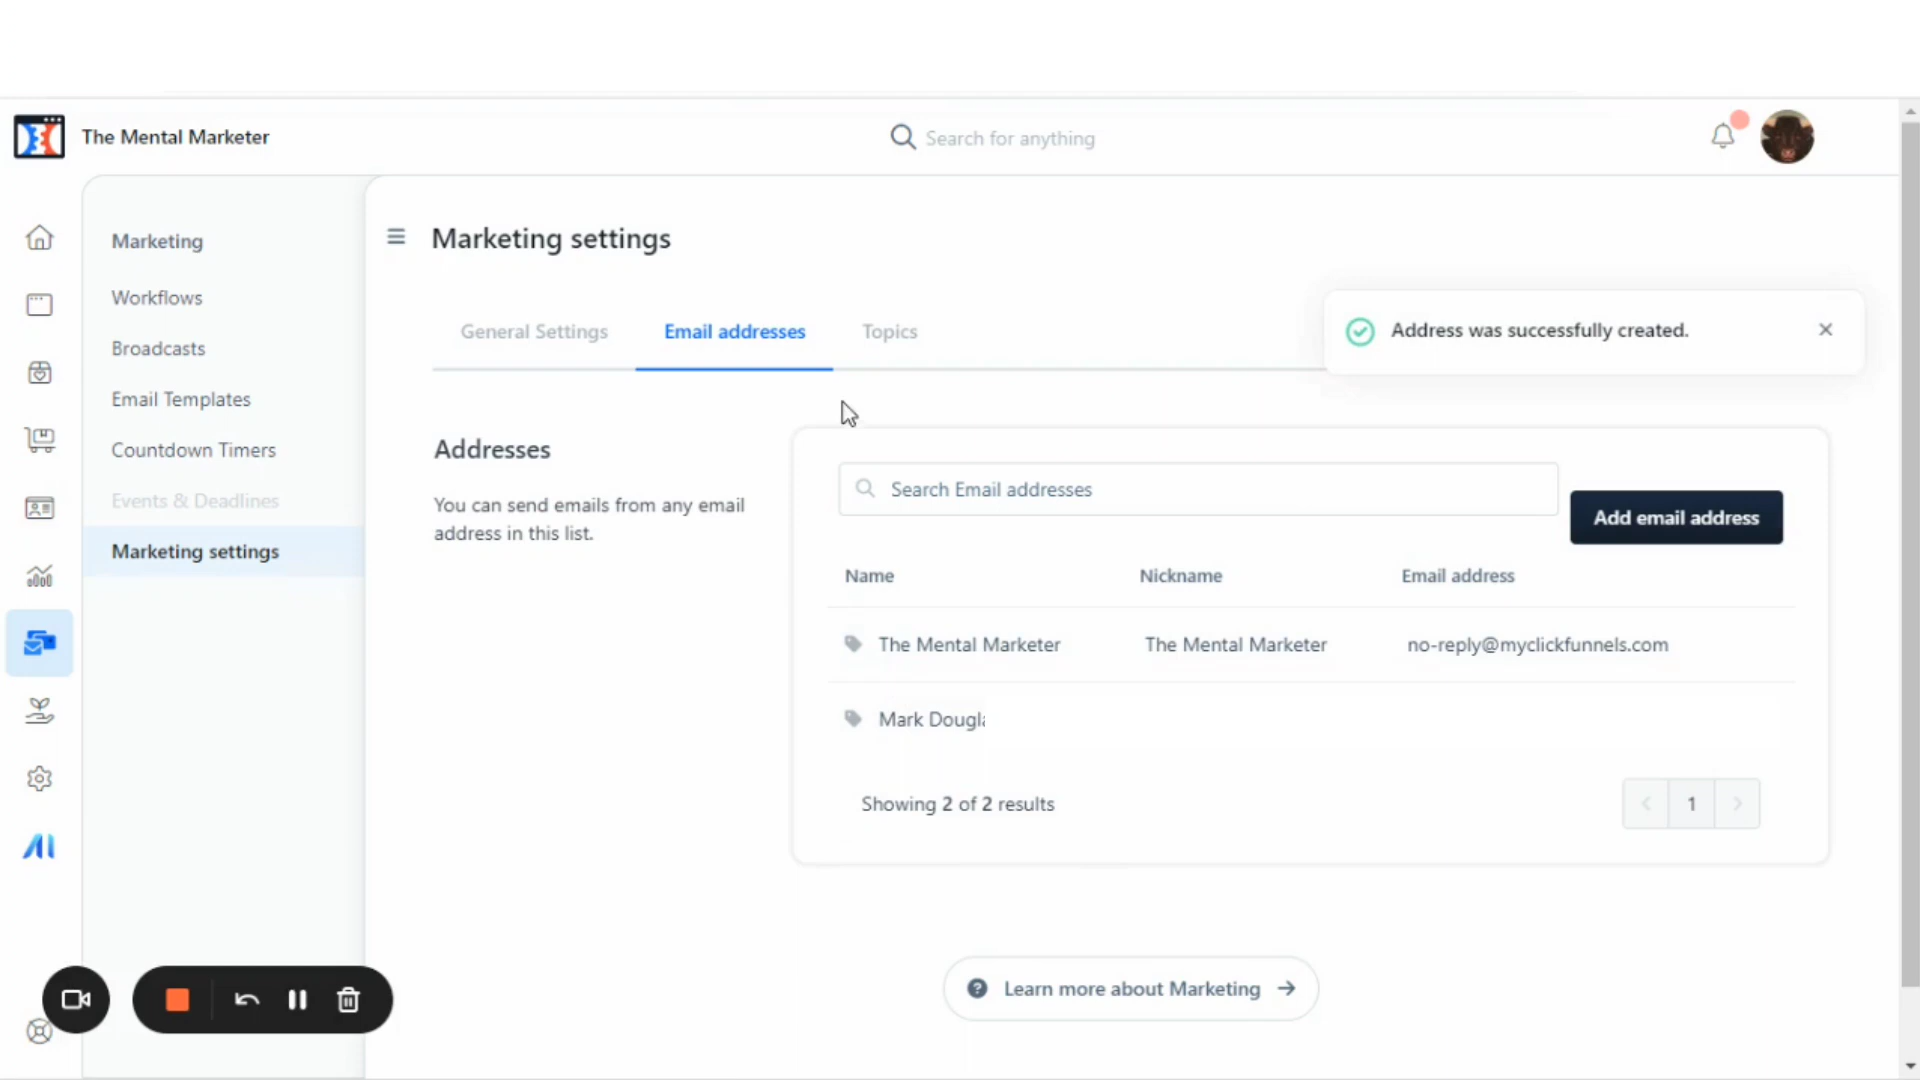 The Mental Marketer
Search for anything
Marketing
Workflows
Broadcasts
Email Templates
Countdown Timers
Events & Deadlines
Marketing settings
Marketing settings
General Settings
Email addresses
Topics
Address was successfully created.
Addresses
You can send emails from any email
address in this list.
Search Email addresses
Add email address
Name Nickname Email address
The Mental Marketer The Mental Marketer no-reply@myclickfunnels.com
Mark
Showing 2 of 2 results
1
Learn more about Marketing